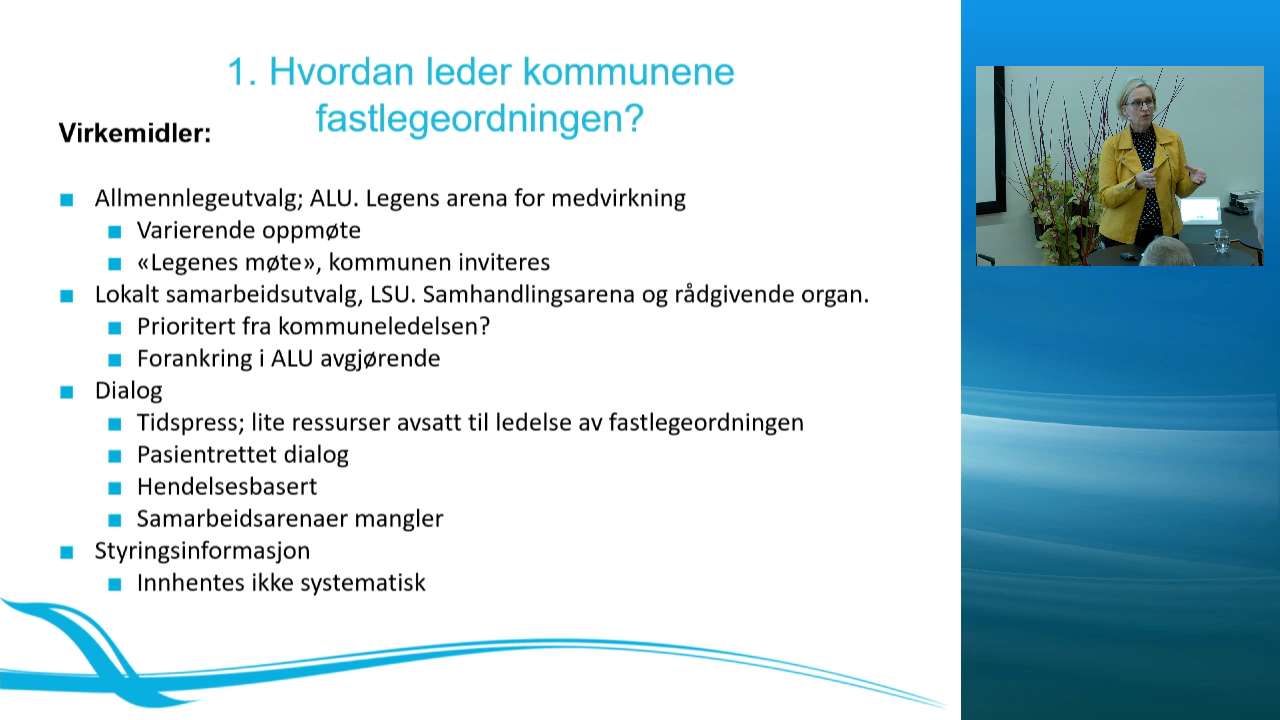 1. Hvordan leder kommunene
fastlegeordningen?
Virkemidler:
Allmennlegeutvalg; ALU. Legens arena for medvirkning
Varierende oppmøte
«Legenes møte», kommunen inviteres
Lokalt samarbeidsutvalg, LSU. Samhandlingsarena og rådgivende organ.
Prioritert fra kommuneledelsen?
Forankring i ALU avgjørende
Dialog
Tidspress; lite ressurser avsatt til ledelse av fastlegeordningen
Pasientrettet dialog
Hendelsesbasert
Samarbeidsarenaer mangler
Styringsinformasjon
Innhentes ikke systematisk